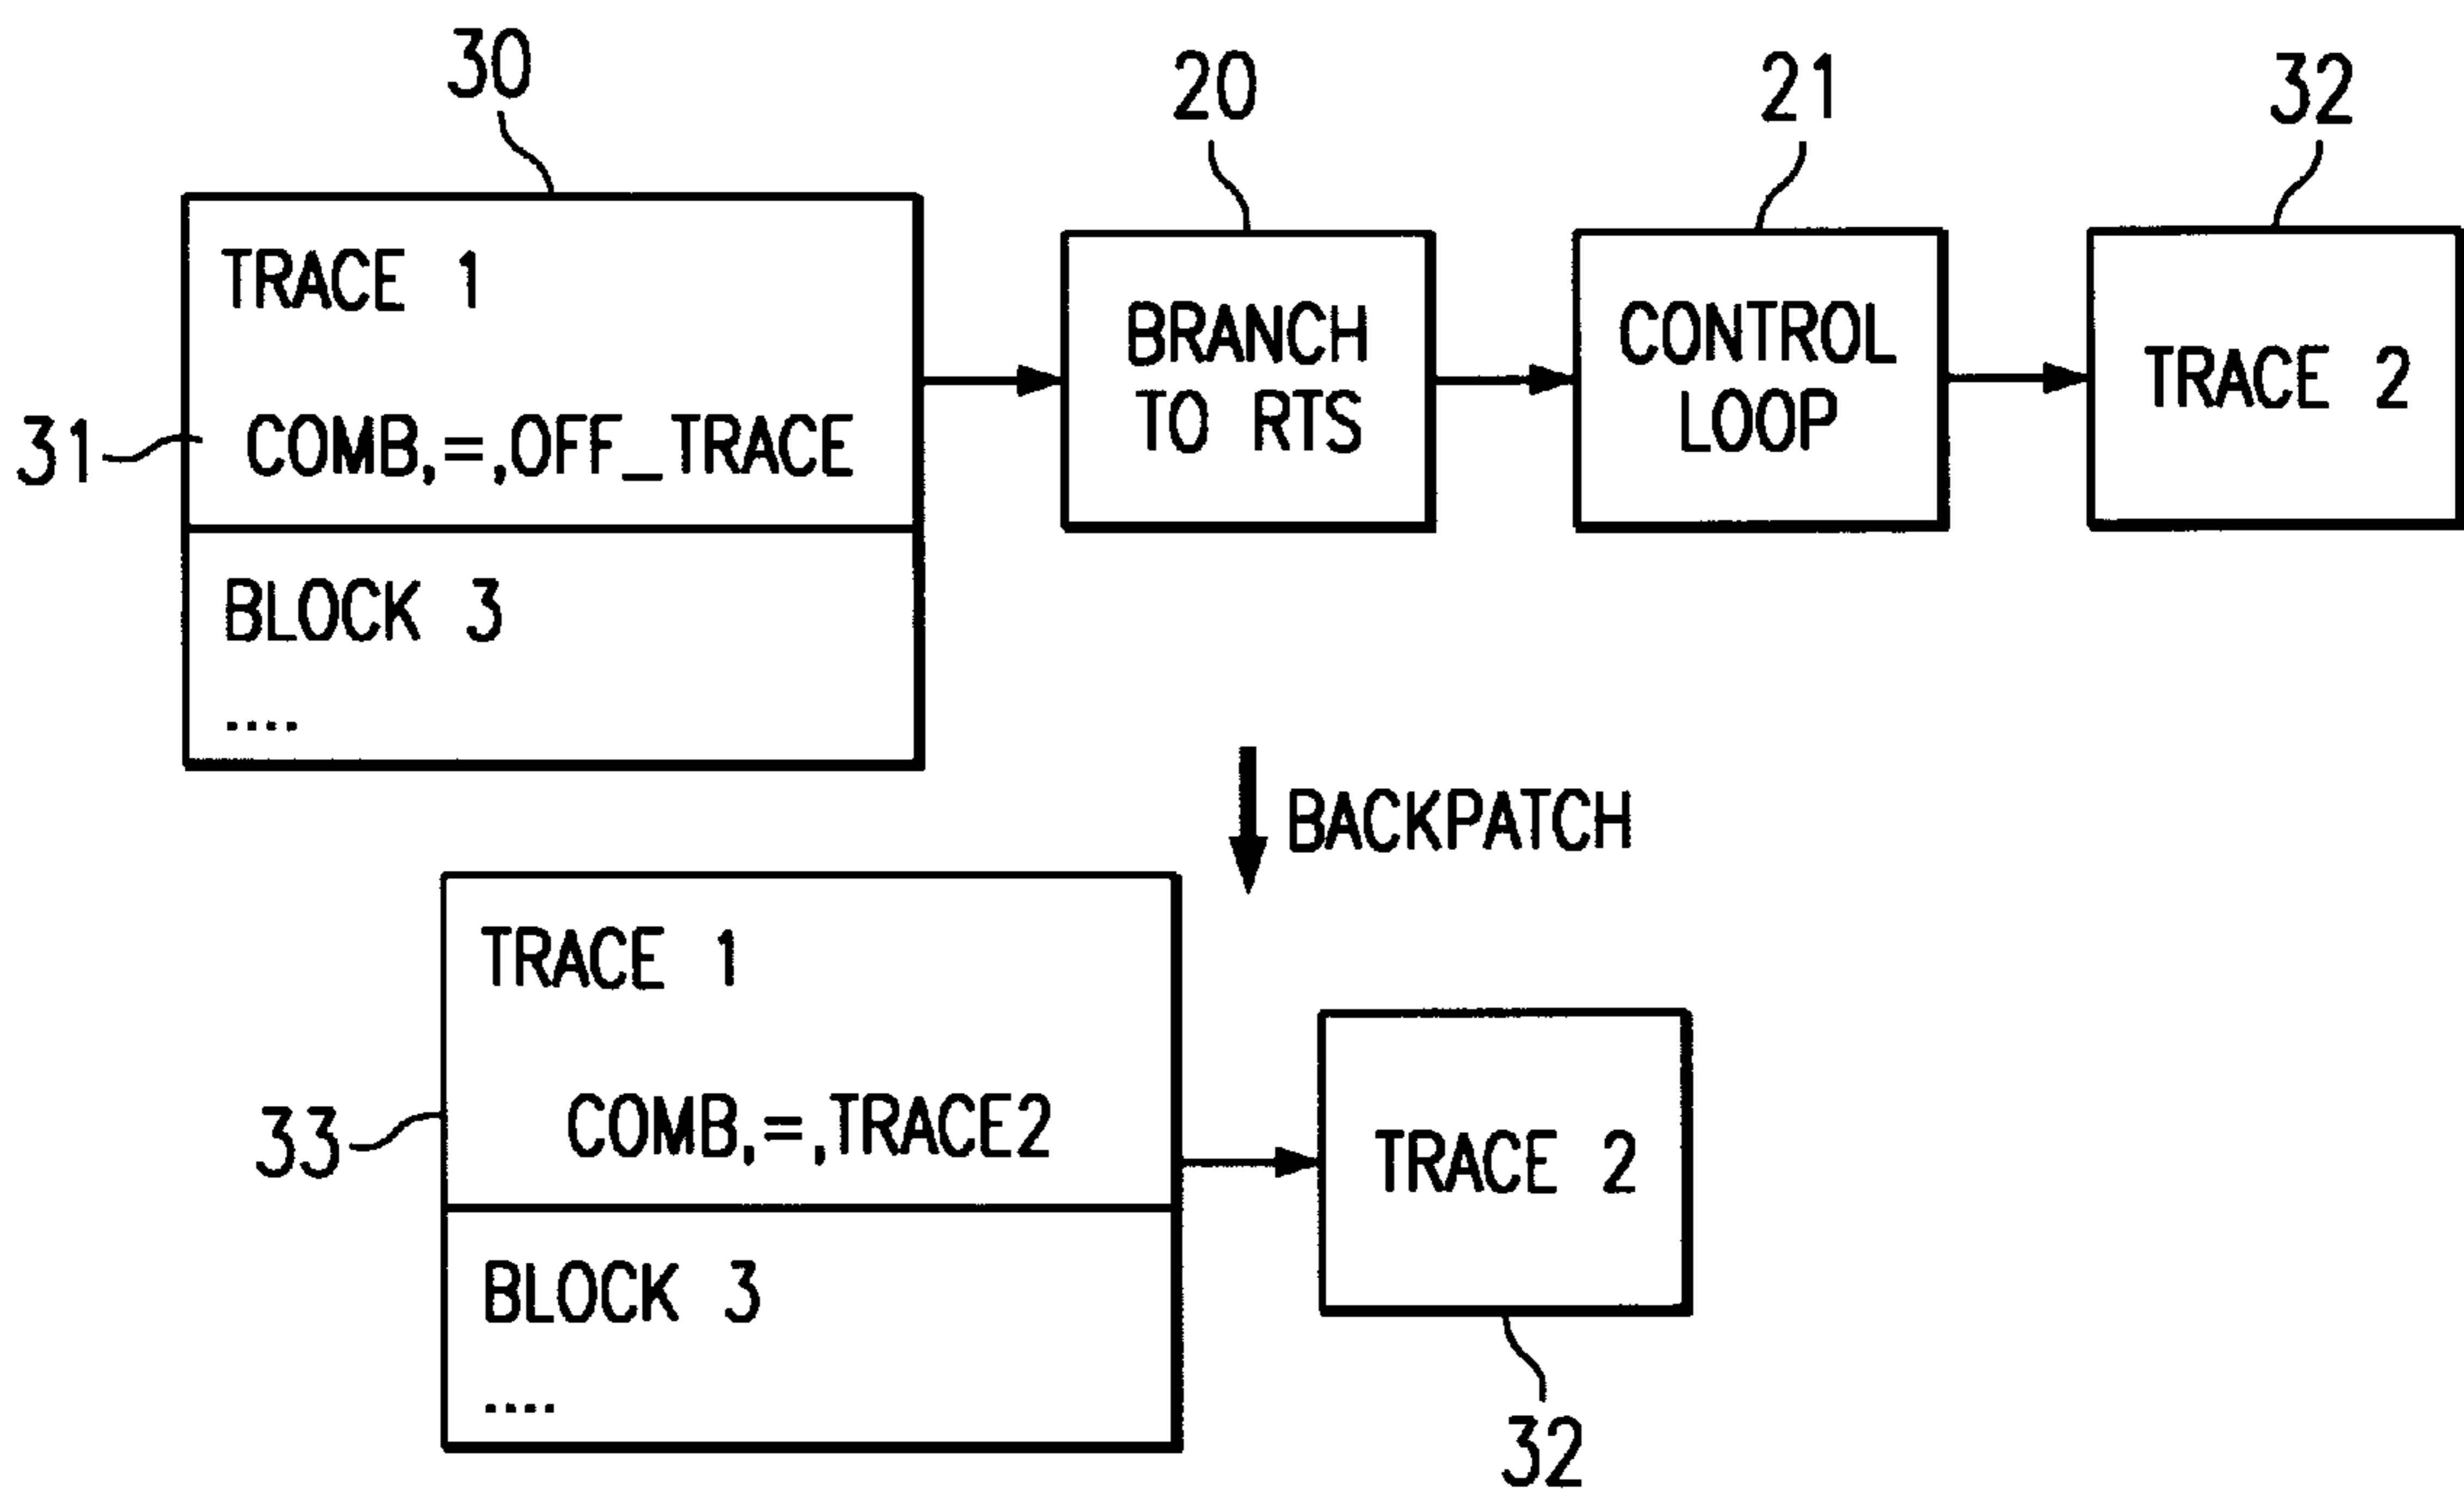 30
20
21
32
TRACE 1
31
COMB,=,OFF_TRACE
BLOCK 3
....
BRANCH
TO RTS
CONTROL
LOOP
TRACE 2
BACKPATCH
TRACE 1
33
COMB,=,TRACE2
BLOCK 3
....
TRACE 2
32